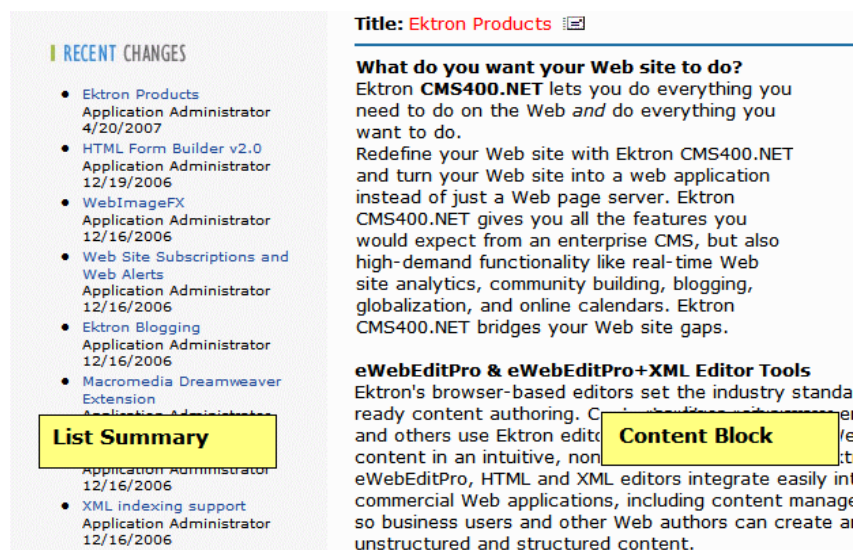 RECENT CHANGES
Ektron Products
Application Administrator
4/20/2007
HTML Form Builder v2.0
Application Administrator
12/19/2006
WebImageFX
Application Administrator
12/16/2006
Web Site Subscriptions and
Web Alerts
Application Administrator
12/16/2006
Ektron Blogging
Application Administrator
12/16/2006
Macromedia Dreamweaver
Extension
Application Administrator
List Summary
Application Administrator
12/16/2006
XML indexing support
Application Administrator
12/16/2006
Title: Ektron Products
What do you want your Web site to do?
Ektron CMS400.NET lets you do everything you
need to do on the Web and do everything you
want to do.
Redefine your Web site with Ektron CMS400.NET
and turn your Web site into a web application
instead of just a Web page server. Ektron
CMS400.NET gives you all the features you
would expect from an enterprise CMS, but also
high-demand functionality like real-time Web
site analytics, community building, blogging,
globalization, and online calendars. Ektron
CMS400.NET bridges your Web site gaps.
eWebEditPro & eWebEditPro+XML Editor Tools
Ektron's browser-based editors set the industry standa
ready content authoring.
and others use Ektron
Content Block
content in an intuitive,
eWebEditPro, HTML and XML editors integrate easily int
commercial Web applications, including content manage
so business users and other Web authors can create a
unstructured and structured content.